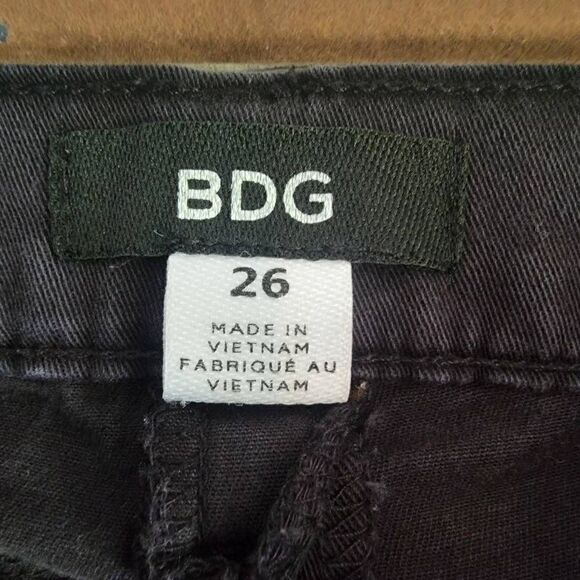 BDG
26
MADE IN
VIETNAM
FABRIQUÉ AU
VIETNAM